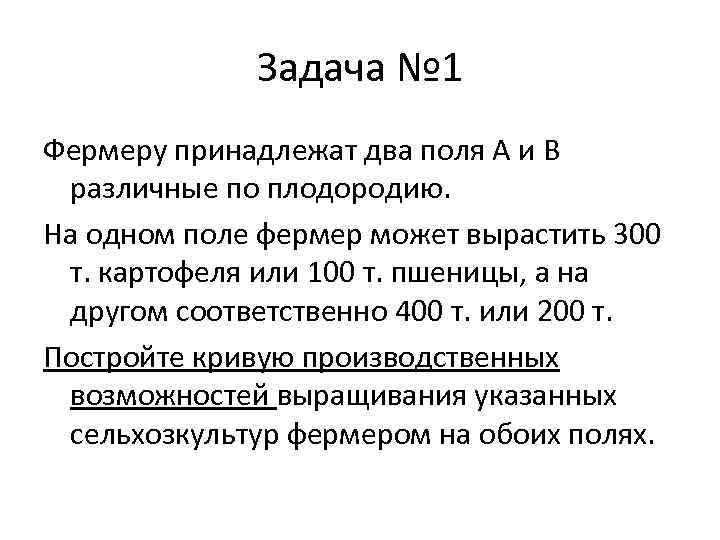 Задача № 1
Фермеру принадлежат два поля А и В
различные по плодородию.
На одном поле фермер может вырастить 300
т. картофеля или 100 т. пшеницы, а на
другом соответственно 400 т. или 200 т.
Постройте кривую производственных
возможностей выращивания указанных
сельхозкультур фермером на обоих полях.